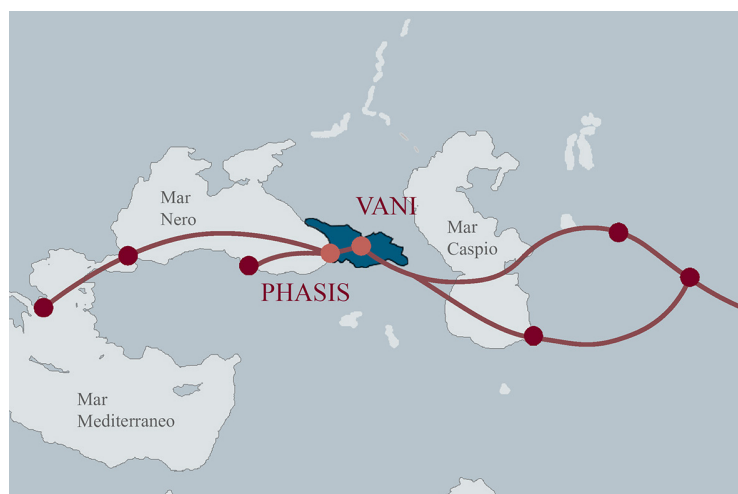 Mar
Nero
VANI
Mar
Caspio
PHASIS
Mar
Mediterraneo